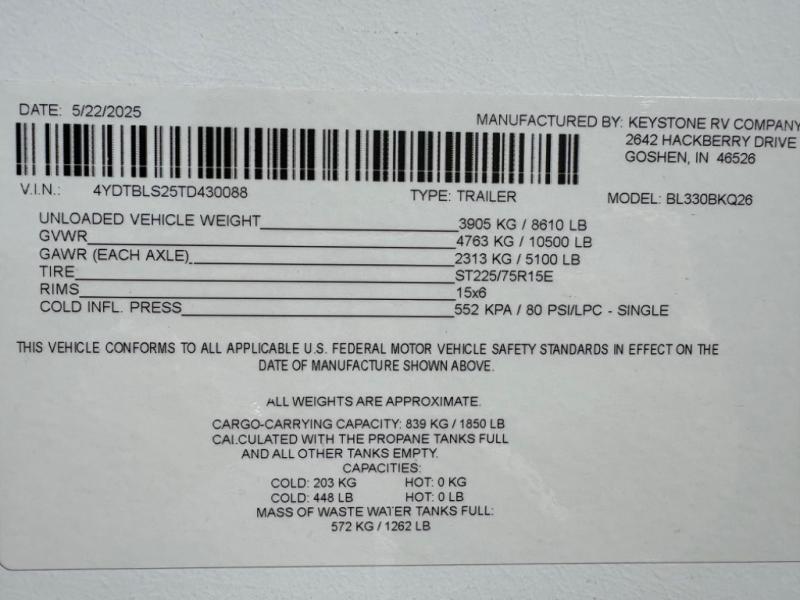 DATE: 5/22/2025
MANUFACTURED BY: KEYSTONE RV COMPANY
2642 HACKBERRY DRIVE
GOSHEN, IN 46526
V.I.N.: 4YDTBLS25TD430088 TYPE: TRAILER MODEL: BL330BKQ26
UNLOADED VEHICLE WEIGHT 3905 KG / 8610 LB
GVWR 4763 KG / 10500 LB
GAWR (EACH AXLE) 2313 KG / 5100 LB
TIRE ST225/75R15E
RIMS 15x6
COLD INFL. PRESS 552 KPA / 80 PSI/LPC - SINGLE
THIS VEHICLE CONFORMS TO ALL APPLICABLE U.S. FEDERAL MOTOR VEHICLE SAFETY STANDARDS IN EFFECT ON THE
DATE OF MANUFACTURE SHOWN ABOVE.
ALL WEIGHTS ARE APPROXIMATE.
CARGO-CARRYING CAPACITY: 839 KG / 1850 LB
CALCULATED WITH THE PROPANE TANKS FULL
AND ALL OTHER TANKS EMPTY.
CAPACITIES:
COLD: 203 KG HOT: 0 KG
COLD: 448 LB HOT: 0 LB
MASS OF WASTE WATER TANKS FULL:
572 KG / 1262 LB